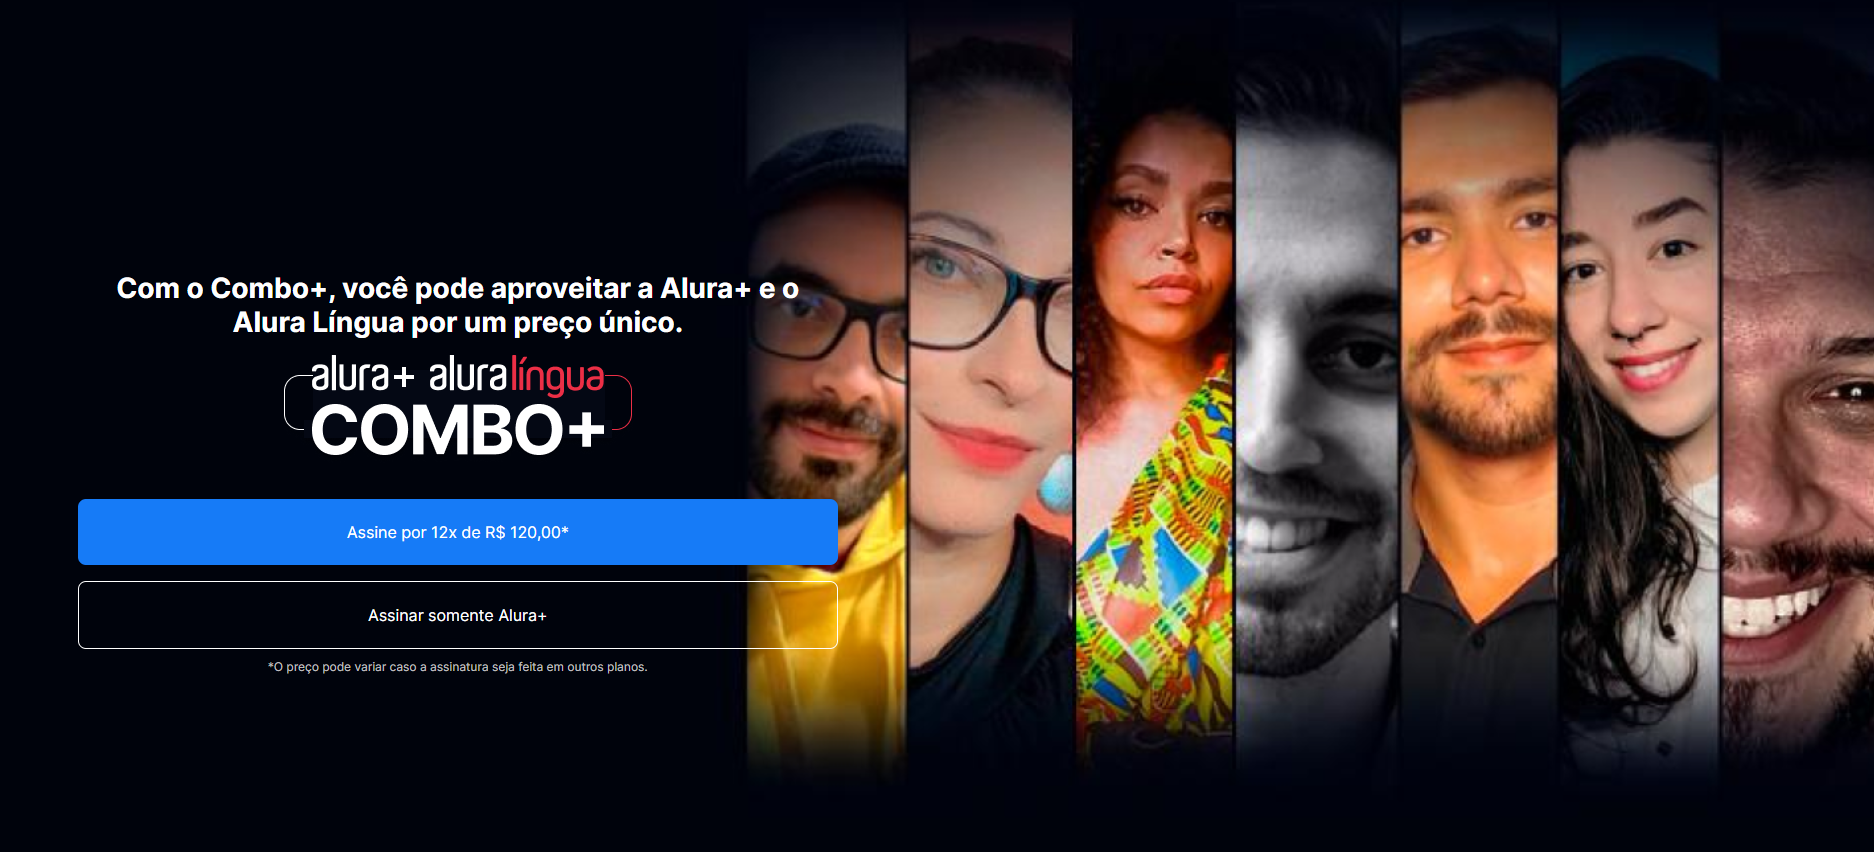 Com o Combo+, você pode aproveitar a Alura+ e o
Alura Língua por um preço único.
alura+ aluralíngua
COMBO+
Assine por 12x de R$ 120,00*
Assinar somente Alura+
*O preço pode variar caso a assinatura seja feita em outros planos.